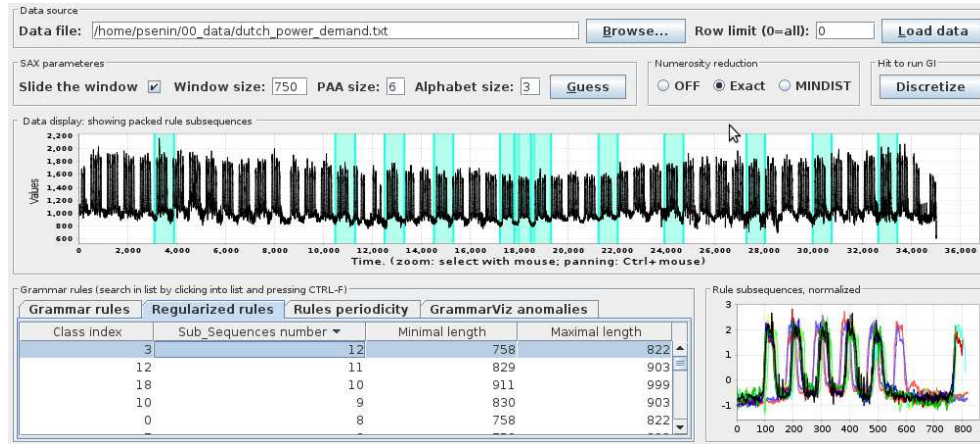 Data source
Data file: /home/psenin/00_data/dutch_power_demand.txt Browse... Row limit (0=all): 0 Load data
SAX parameteres Numerosity reduction Hit to run GI
Slide the window Window size: 750 PAA size: 6 Alphabet size: 3 Guess OFF Exact MINDIST Discretize
Data display: showing packed rule subsequences
2,200
2,000
1,800
1,600
1,400
1,200
1,000
800
600
Values
0 2,000 4,000 6,000 8,000 10,000 12,000 14,000 16,000 18,000 20,000 22,000 24,000 26,000 28,000 30,000 32,000 34,000 36,000
Time. (zoom: select with mouse; panning: Ctrl+mouse)
Grammar rules (search in list by clicking into list and pressing CTRL-F)
Grammar rules Regularized rules Rules periodicity GrammarViz anomalies
Class index Sub_Sequences number Minimal length Maximal length
3 12 758 822
12 11 829 903
18 10 911 999
10 9 830 903
0 8 758 822
Rule subsequences, normalized
3
2
1
0
-1
0 100 200 300 400 500 600 700 800